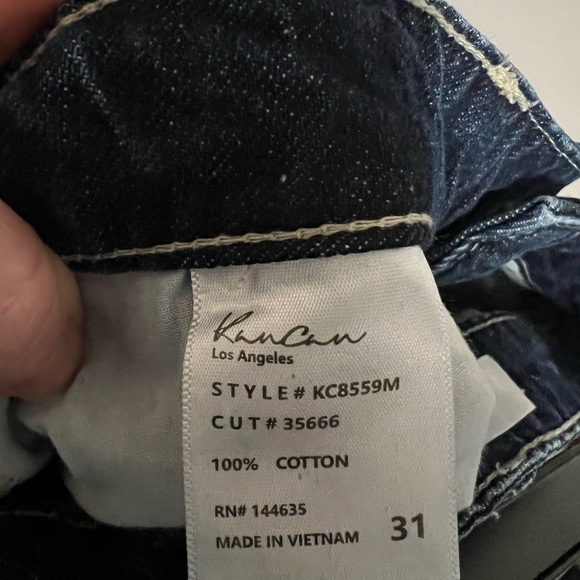 KanCan
Los Angeles
STYLE# KC8559M
CUT# 35666
100% COTTON
RN# 144635
MADE IN VIETNAM 31